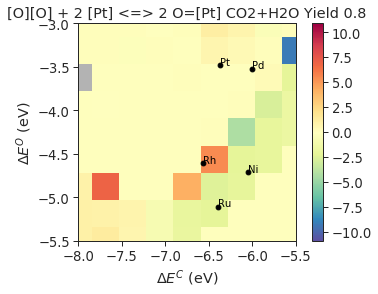 [O][O] + 2 [Pt] <=> 2 O=[Pt] CO2+H2O Yield 0.8
-3.0
-3.5
-4.0
-4.5
-5.0
-5.5
ΔE^O (eV)
Pt
Pd
Rh
Ni
Ru
-8.0 -7.5 -7.0 -6.5 -6.0 -5.5
ΔE^C (eV)
10.0
7.5
5.0
2.5
0.0
-2.5
-5.0
-7.5
-10.0